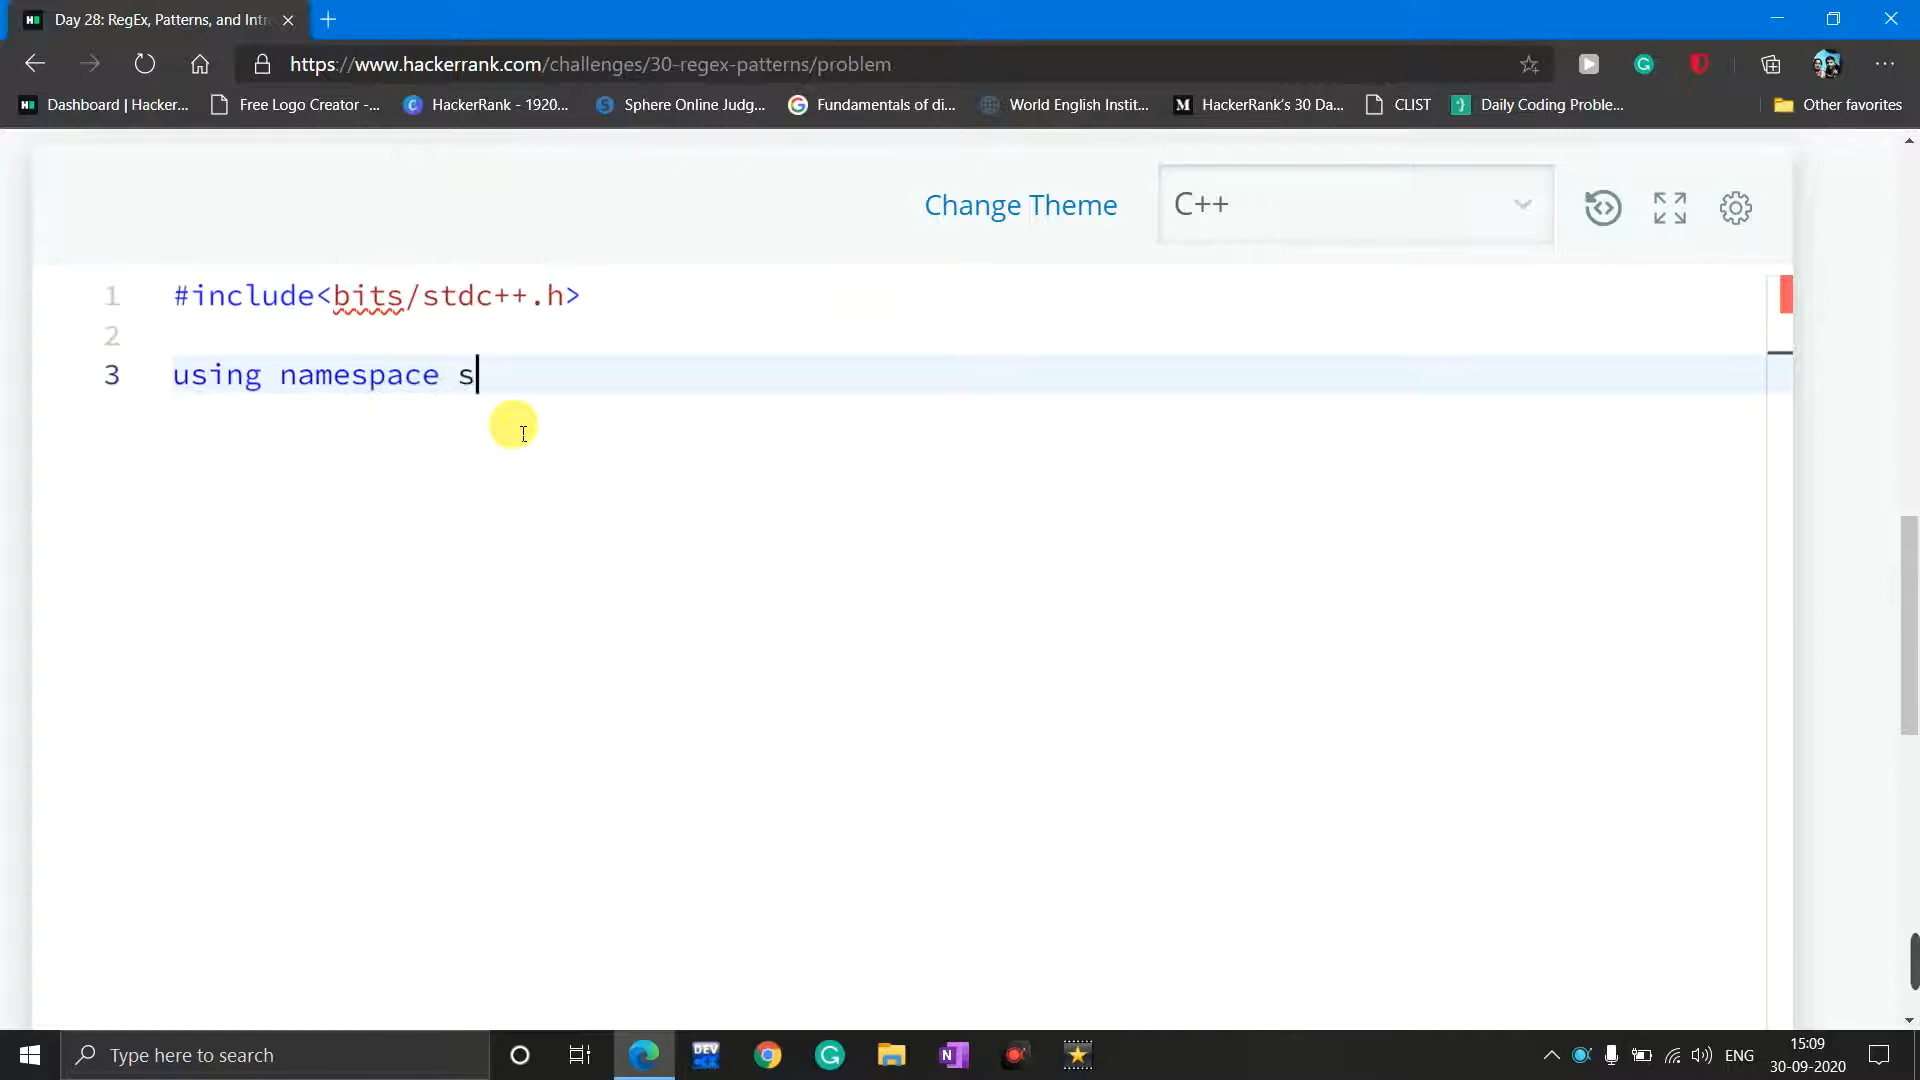 Day 28: RegEx, Patterns, and Intr
https://www.hackerrank.com/challenges/30-regex-patterns/problem
Dashboard | Hacker... Free Logo Creator -... HackerRank - 1920... Sphere Online Judg... Fundamentals of di... World English Instit... HackerRank's 30 Da... CLIST Daily Coding Proble... Other favorites
Change Theme C++
1 #include<bits/stdc++.h>
2
3 using namespace s
Type here to search
DEV
ENG
15:09
30-09-2020